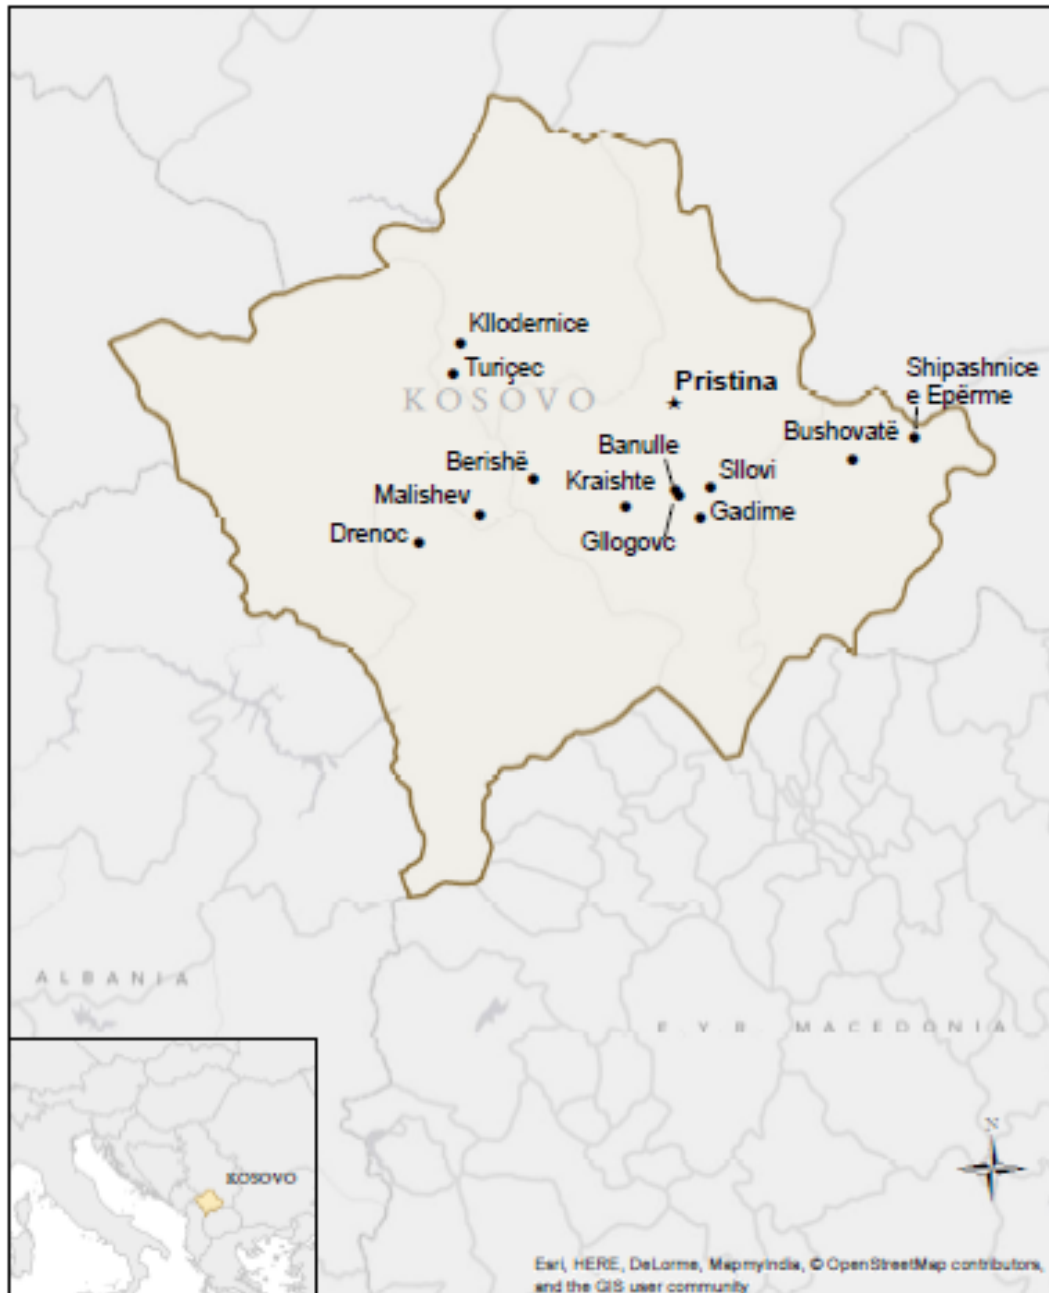 Kllodernice
Turiçec
KOSOVO
Pristina
Shipashnice
e Epërme
Bushovatë
Banulle
Berishë
Kraishte
Sllovi
Malishev
Gadime
Drenoc
Gllogovc
ALBANIA
F. Y. R. MACEDONIA
N
KOSOVO
Esri, HERE, DeLorme, MapmyIndia, © OpenStreetMap contributors,
and the GIS user community